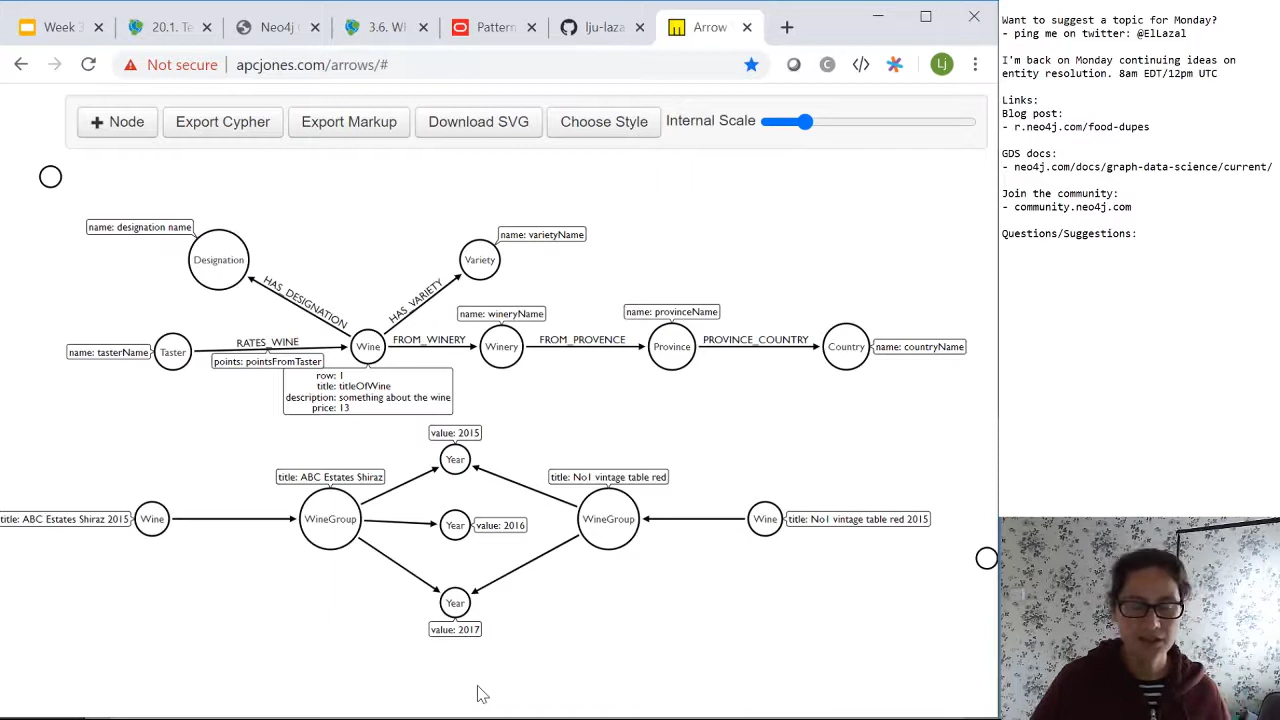 Week 3
20.1. Te
Neo4j
3.6. Wi
Pattern
lju-laza
Arrow
Not secure
apcjones.com/arrows/#
Lj
Node
Export Cypher
Export Markup
Download SVG
Choose Style
Internal Scale
name: designation name
Designation
name: varietyName
Variety
HAS_DESIGNATION
HAS_VARIETY
name: tasterName
Taster
RATES_WINE
points: pointsFromTaster
Wine
row: 1
title: titleOfWine
description: something about the wine
price: 13
FROM_WINERY
name: wineryName
Winery
FROM_PROVENCE
name: provinceName
Province
PROVINCE_COUNTRY
Country
name: countryName
value: 2015
Year
title: ABC Estates Shiraz
title: No1 vintage table red
title: ABC Estates Shiraz 2015
Wine
WineGroup
Year
value: 2016
WineGroup
Wine
title: No1 vintage table red 2015
Year
value: 2017
Want to suggest a topic for Monday?
- ping me on twitter: @ElLazal
I'm back on Monday continuing ideas on
entity resolution. 8am EDT/12pm UTC
Links:
Blog post:
- r.neo4j.com/food-dupes
GDS docs:
- neo4j.com/docs/graph-data-science/current/
Join the community:
- community.neo4j.com
Questions/Suggestions: